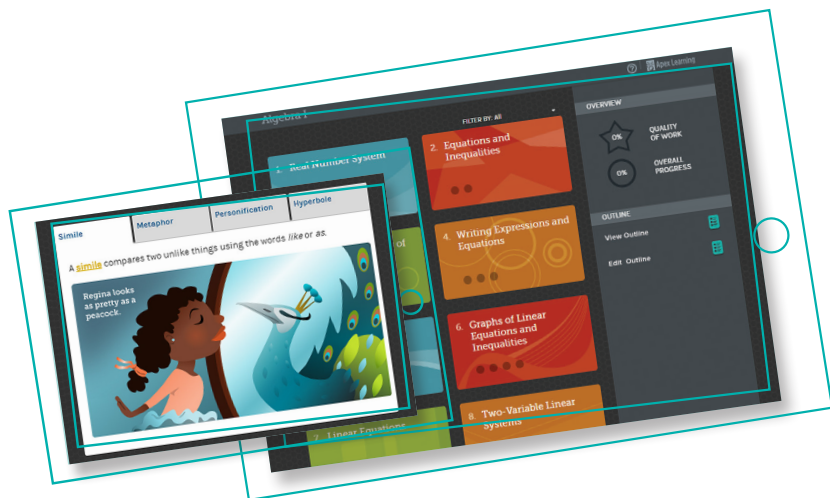 Algebra I
Apex Learning
FILTER BY: All
1. Real Number System
2. Equations and
Inequalities
of
4. Writing Expressions and
Equations
6. Graphs of Linear
Equations and
Inequalities
7. Linear Equations
8. Two-Variable Linear
Systems
OVERVIEW
0%
QUALITY
OF WORK
0%
OVERALL
PROGRESS
OUTLINE
View Outline
Edit Outline
Simile
Metaphor
Personification
Hyperbole
A simile compares two unlike things using the words like or as.
Regina looks
as pretty as a
peacock.